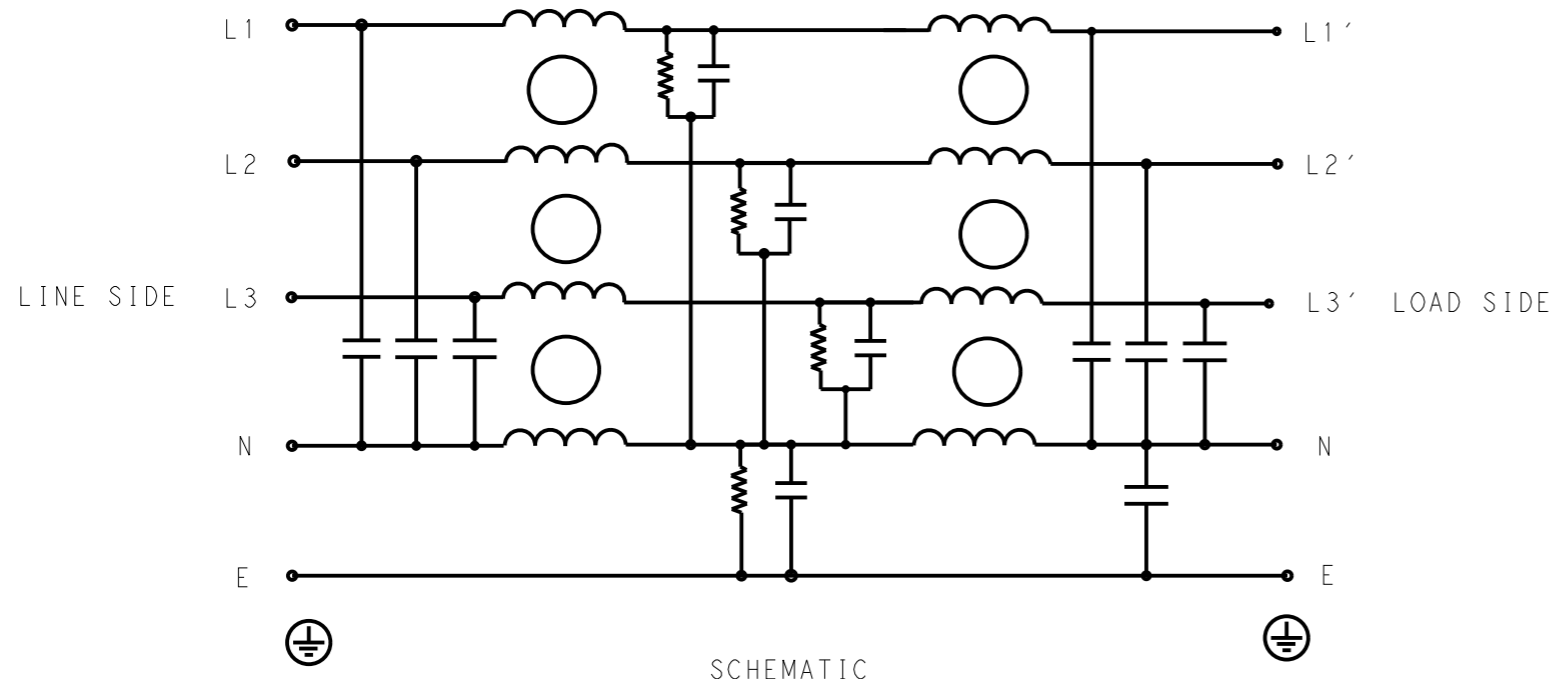 L1 L1′
L2 L2′
LINE SIDE L3 L3′ LOAD SIDE
N N
E E
SCHEMATIC